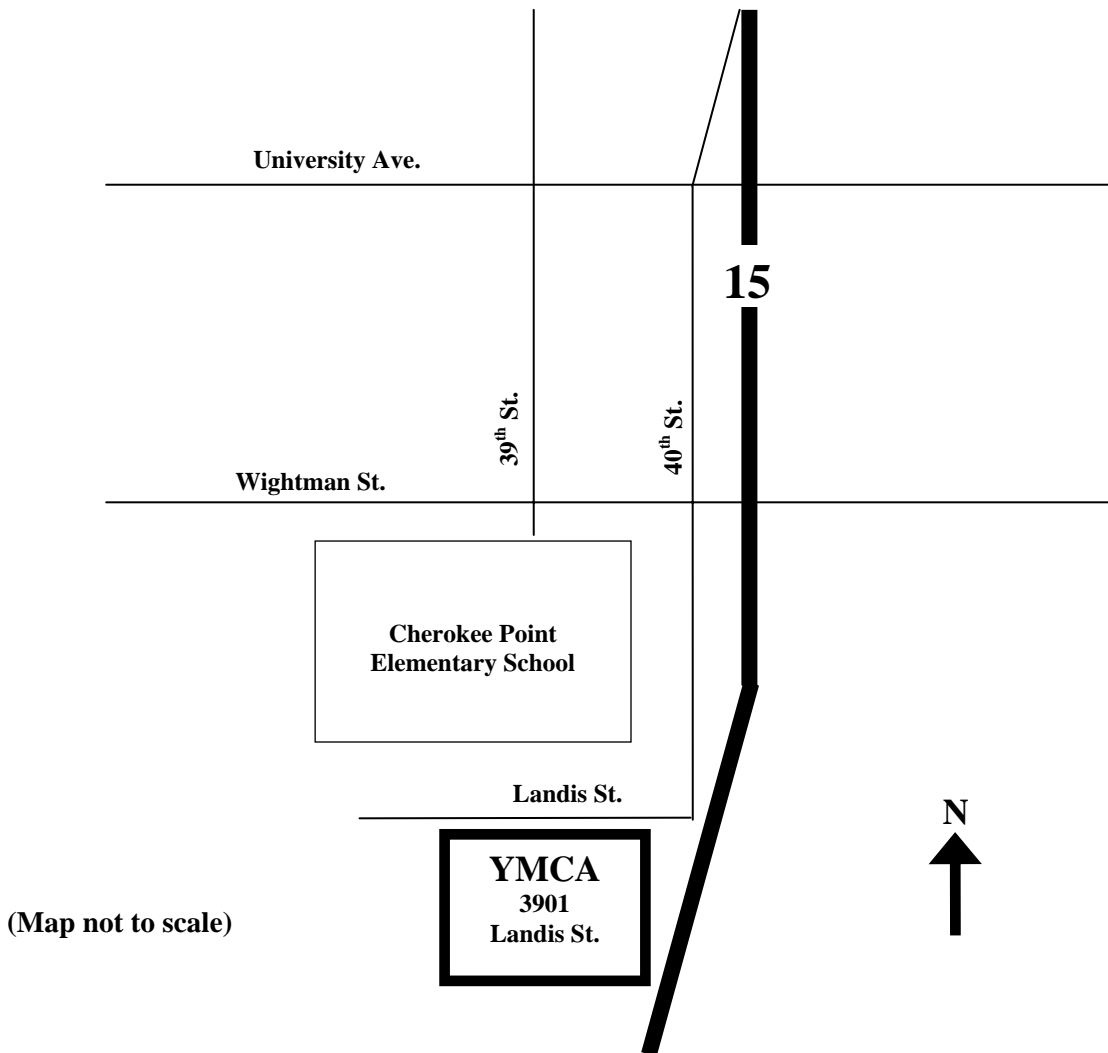 University Ave.
15
39th St.
40th St.
Wightman St.
Cherokee Point
Elementary School
Landis St.
N
YMCA
3901
Landis St.
(Map not to scale)